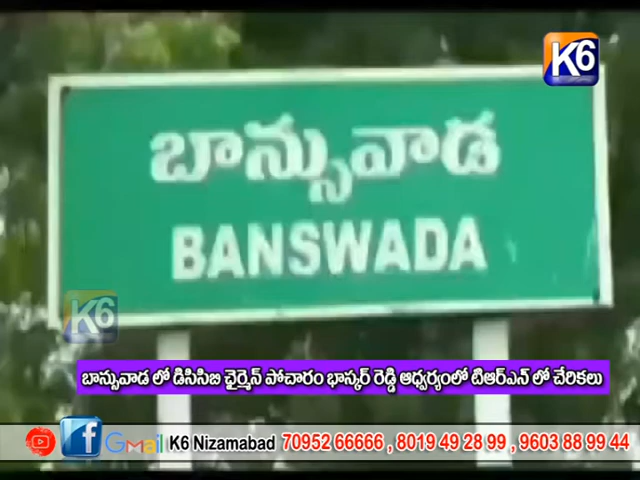 K6
బాన్సువాడ
BANSWADA
K6
బాన్సువాడ లో డిసిసిబి ఛైర్మెన్ పోచారం భాస్కర్ రెడ్డి ఆధ్వర్యంలో టిఆర్ఎన్ లో చేరికలు
f Gmail K6 Nizamabad 70952 66666 , 8019 49 28 99 , 9603 88 99 44